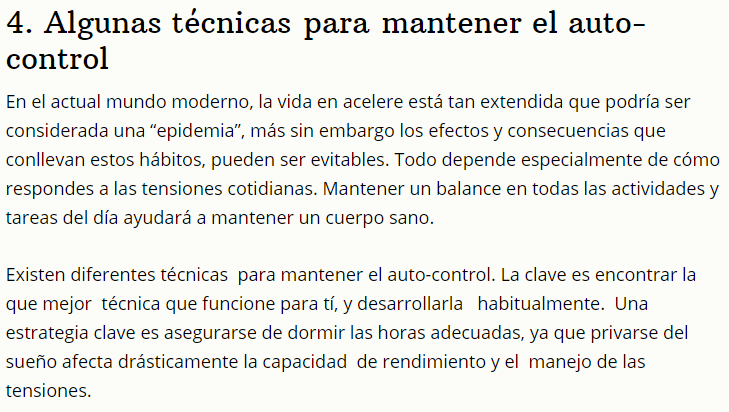 4. Algunas técnicas para mantener el auto-
control
En el actual mundo moderno, la vida en acelere está tan extendida que podría ser
considerada una “epidemia”, más sin embargo los efectos y consecuencias que
conllevan estos hábitos, pueden ser evitables. Todo depende especialmente de cómo
respondes a las tensiones cotidianas. Mantener un balance en todas las actividades y
tareas del día ayudará a mantener un cuerpo sano.
Existen diferentes técnicas  para mantener el auto-control. La clave es encontrar la
que mejor  técnica que funcione para tí, y desarrollarla   habitualmente.  Una
estrategia clave es asegurarse de dormir las horas adecuadas, ya que privarse del
sueño afecta drásticamente la capacidad  de rendimiento y el  manejo de las
tensiones.